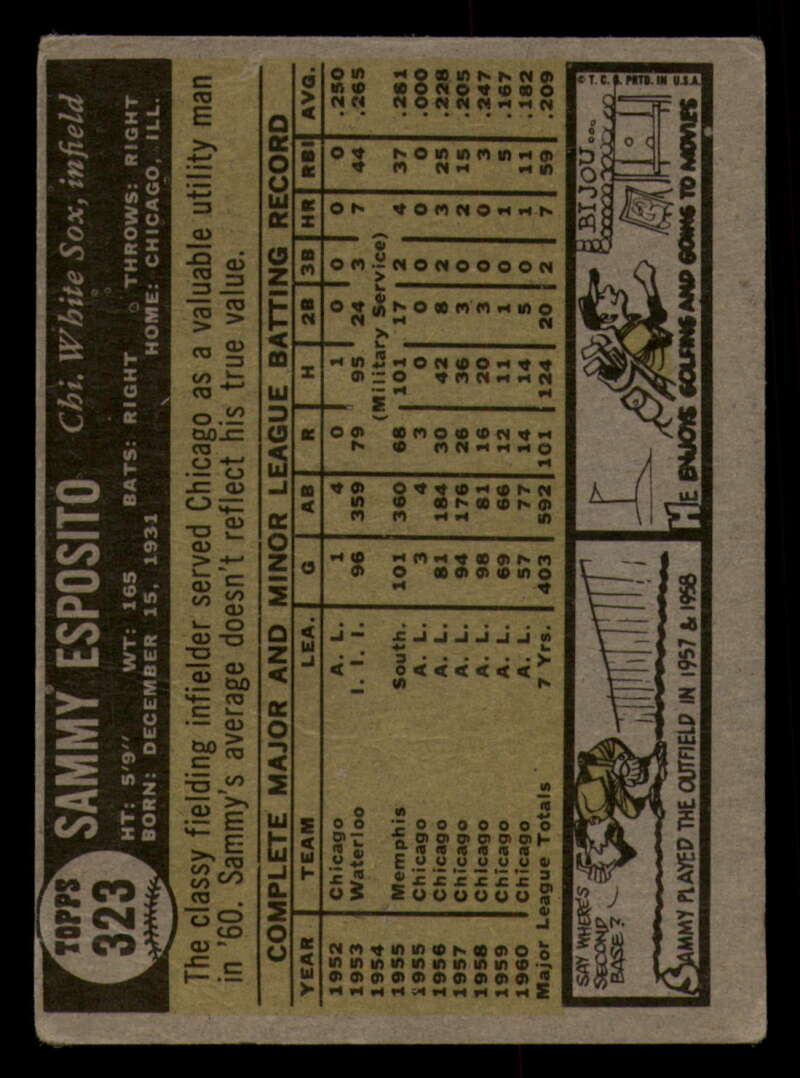 TOPPS
323
SAMMY ESPOSITO Chi. White Sox, infield
HT: 5'9" WT: 165 BATS: RIGHT THROWS: RIGHT
BORN: DECEMBER 15, 1931 HOME: CHICAGO, ILL.
The classy fielding infielder served Chicago as a valuable utility man
in '60. Sammy's average doesn't reflect his true value.
COMPLETE MAJOR AND MINOR LEAGUE BATTING RECORD
YEAR TEAM LEA. G AB R H 2B 3B HR RBI AVG.
1952 Chicago A. L. 1 4 0 1 0 0 0 0 .250
1953 Waterloo I. I. I. 96 359 79 95 24 3 7 44 .265
1954 (Military Service)
1955 Memphis South. 101 360 68 101 17 2 4 37 .281
1955 Chicago A. L. 3 4 3 0 0 0 0 0 .000
1956 Chicago A. L. 81 184 30 42 8 2 3 25 .228
1957 Chicago A. L. 94 176 26 36 3 0 2 15 .205
1958 Chicago A. L. 98 81 16 20 3 0 0 3 .247
1959 Chicago A. L. 69 66 12 11 1 0 1 5 .167
1960 Chicago A. L. 57 77 14 14 5 0 1 11 .182
Major League Totals 7 Yrs. 403 592 101 124 20 2 7 59 .209
SAY WHERE'S
SECOND
BASE?
SAMMY PLAYED THE OUTFIELD IN 1957 & 1958
BIJOU...
HE ENJOYS GOLFING AND GOING TO MOVIES
© T. C. G. PRTD. IN U.S.A.